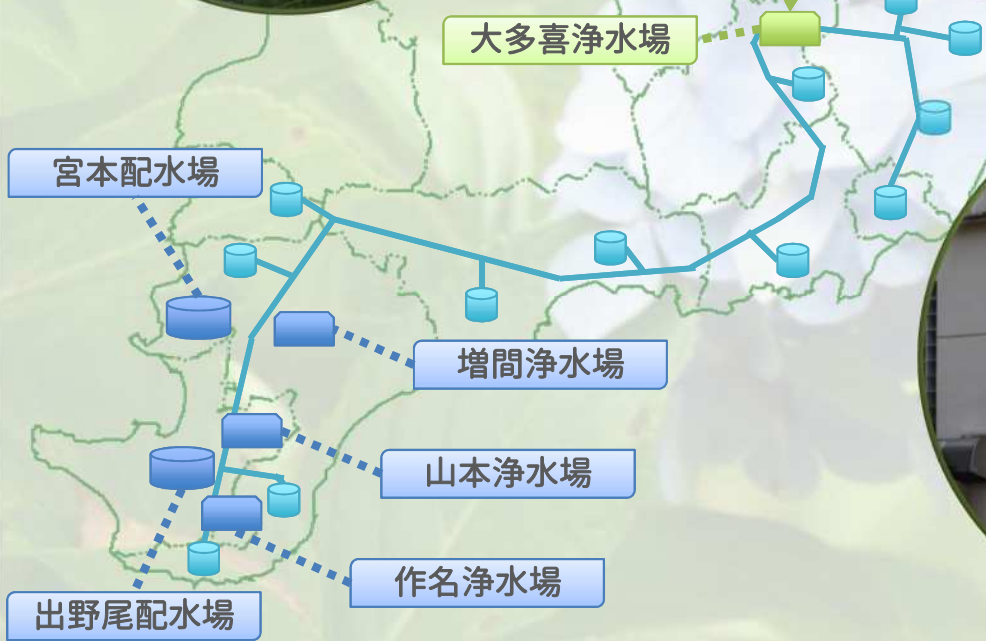 大多喜浄水場
宮本配水場
増間浄水場
山本浄水場
作名浄水場
出野尾配水場